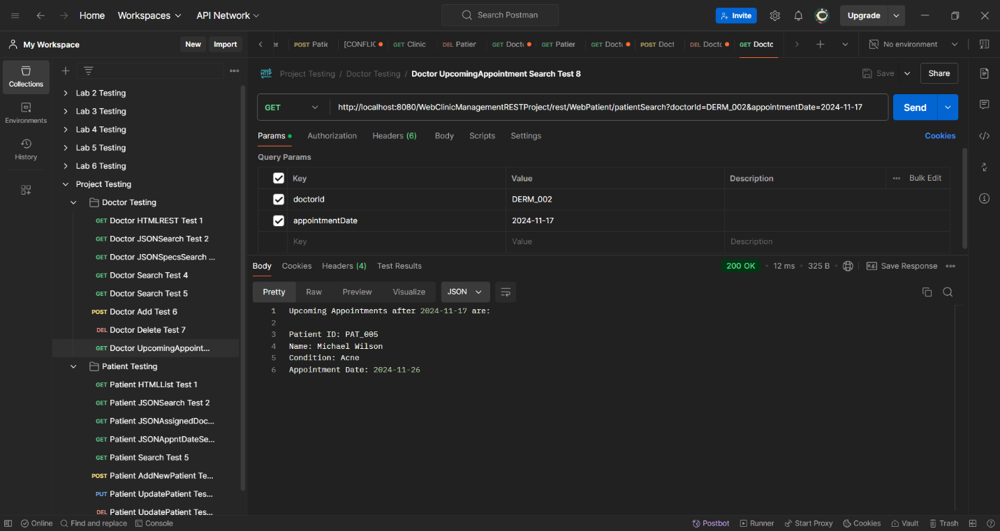 Home Workspaces API Network Search Postman Invite Upgrade
My Workspace New Import er POST Patie [CONFLIC GET Clinic DEL Patier GET Docto GET Patier GET Docto POST Doct DEL Docto GET Docto No environment
Collections
Environments
History
Lab 2 Testing
Lab 3 Testing
Lab 4 Testing
Lab 5 Testing
Lab 6 Testing
Project Testing
Doctor Testing
GET Doctor HTMLREST Test 1
GET Doctor JSONSearch Test 2
GET Doctor JSONSpecsSearch ...
GET Doctor Search Test 4
GET Doctor Search Test 5
POST Doctor Add Test 6
DEL Doctor Delete Test 7
GET Doctor UpcomingAppoint...
Patient Testing
GET Patient HTMLList Test 1
GET Patient JSONSearch Test 2
GET Patient JSONAssignedDoc...
GET Patient JSONAppntDateSe...
GET Patient Search Test 5
POST Patient AddNewPatient Te...
PUT Patient UpdatePatient Tes...
DEL Patient UpdatePatient Tes...
HTTP Project Testing / Doctor Testing / Doctor UpcomingAppointment Search Test 8 Save Share
GET http://localhost:8080/WebClinicManagementRESTProject/rest/WebPatient/patientSearch?doctorId=DERM_002&appointmentDate=2024-11-17 Send
Params Authorization Headers (6) Body Scripts Settings Cookies
Query Params
Key Value Description Bulk Edit
doctorId DERM_002
appointmentDate 2024-11-17
Key Value Description
Body Cookies Headers (4) Test Results 200 OK 12 ms 325 B e.g. Save Response
Pretty Raw Preview Visualize JSON
1 Upcoming Appointments after 2024-11-17 are:
2
3 Patient ID: PAT_005
4 Name: Michael Wilson
5 Condition: Acne
6 Appointment Date: 2024-11-26
Online Find and replace Console Postbot Runner Start Proxy Cookies Vault Trash